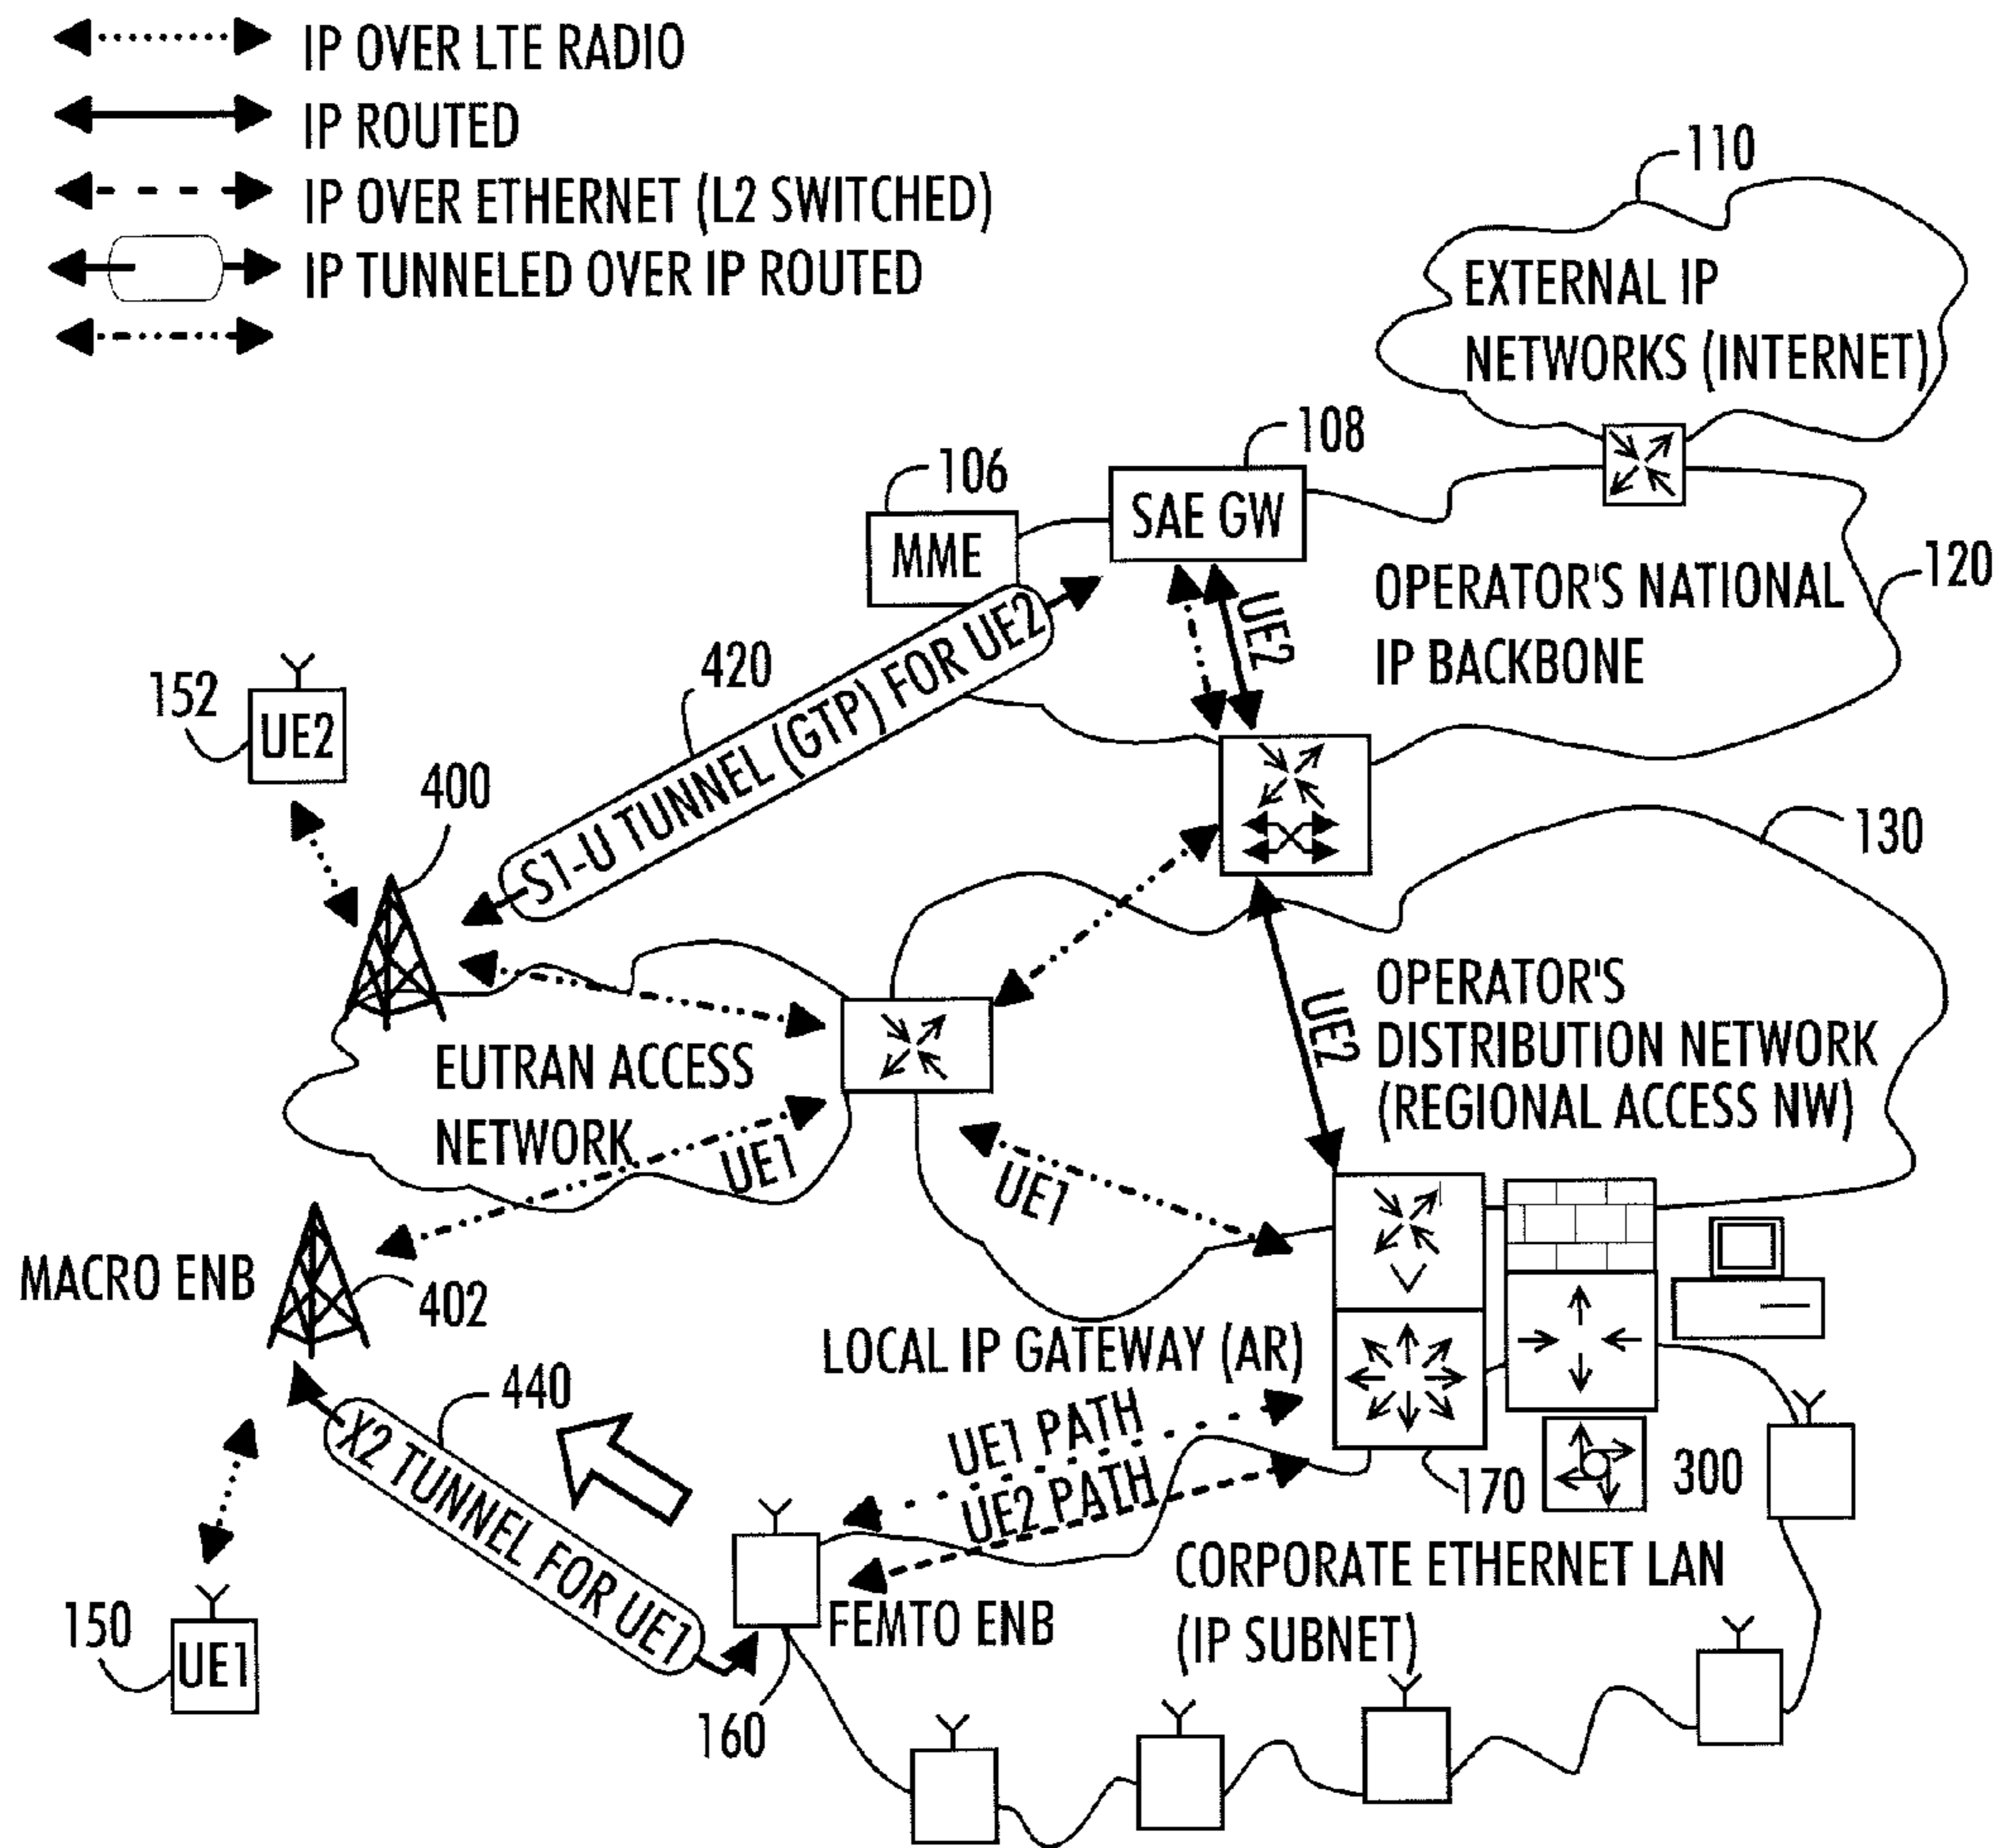 IP OVER LTE RADIO
IP ROUTED
IP OVER ETHERNET (L2 SWITCHED)
IP TUNNELED OVER IP ROUTED
110
EXTERNAL IP
NETWORKS (INTERNET)
108
106
SAE GW
MME
120
OPERATOR'S NATIONAL
IP BACKBONE
UE2
420
S1-U TUNNEL (GTP) FOR UE2
152
UE2
400
130
OPERATOR'S
DISTRIBUTION NETWORK
(REGIONAL ACCESS NW)
UE2
EUTRAN ACCESS
NETWORK
UE1
UE1
MACRO ENB
402
LOCAL IP GATEWAY (AR)
440
X2 TUNNEL FOR UE1
UE1 PATH
UE2 PATH
170
300
CORPORATE ETHERNET LAN
(IP SUBNET)
FEMTO ENB
150
UE1
160